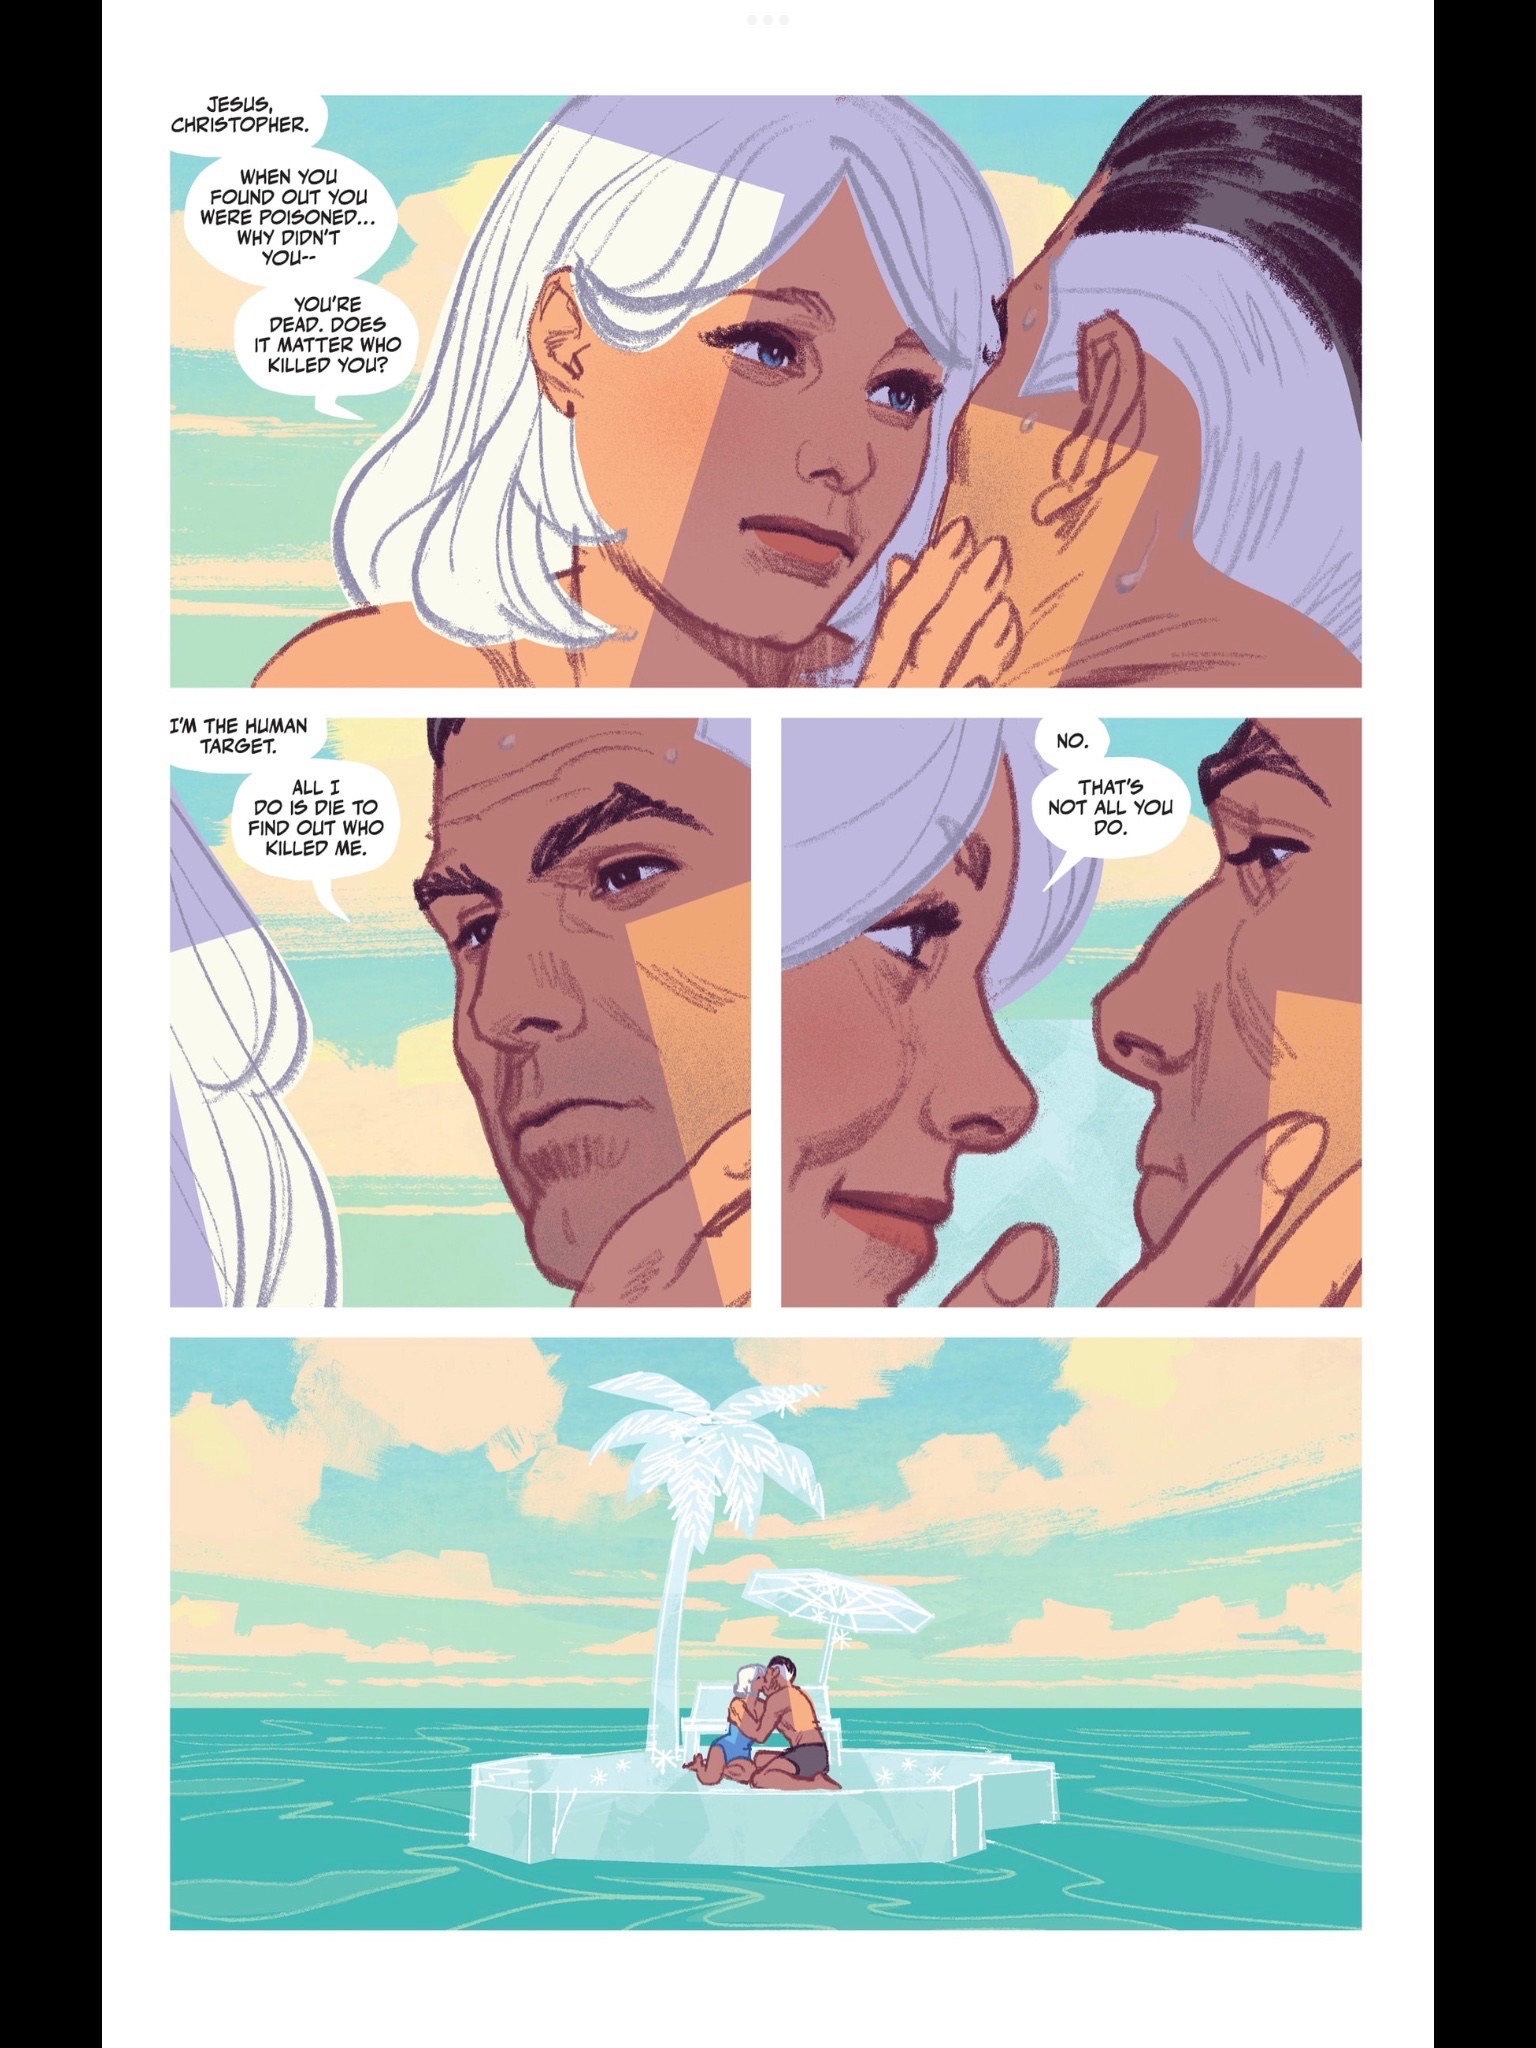 JESUS,
CHRISTOPHER.
WHEN YOU
FOUND OUT YOU
WERE POISONED...
WHY DIDN'T
YOU--
YOU'RE
DEAD. DOES
IT MATTER WHO
KILLED YOU?
I'M THE HUMAN
TARGET.
ALL I
DO IS DIE TO
FIND OUT WHO
KILLED ME.
NO.
THAT'S
NOT ALL YOU
DO.